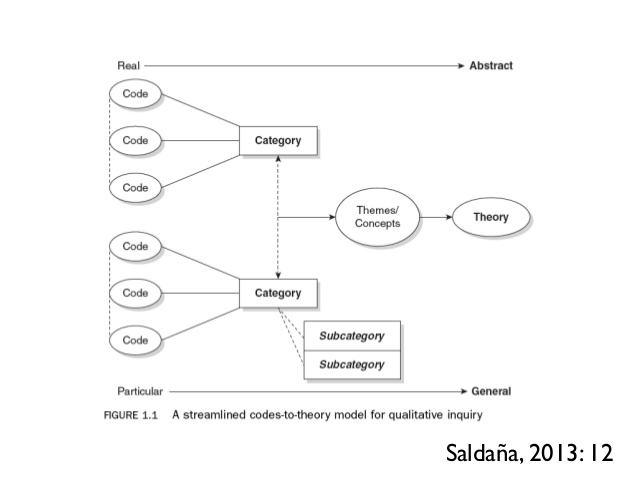 Real Abstract
Code
Code
Category
Code
Themes/
Concepts
Theory
Code
Code
Category
Code
Subcategory
Subcategory
Particular General
FIGURE 1.1 A streamlined codes-to-theory model for qualitative inquiry
Saldaña, 2013: 12